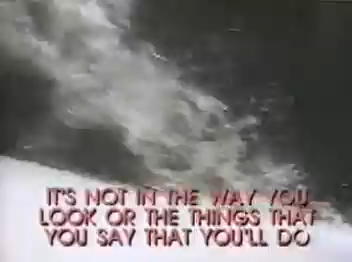 IT'S NOT IN THE WAY YOU
LOOK OR THE THINGS THAT
YOU SAY THAT YOU'LL DO